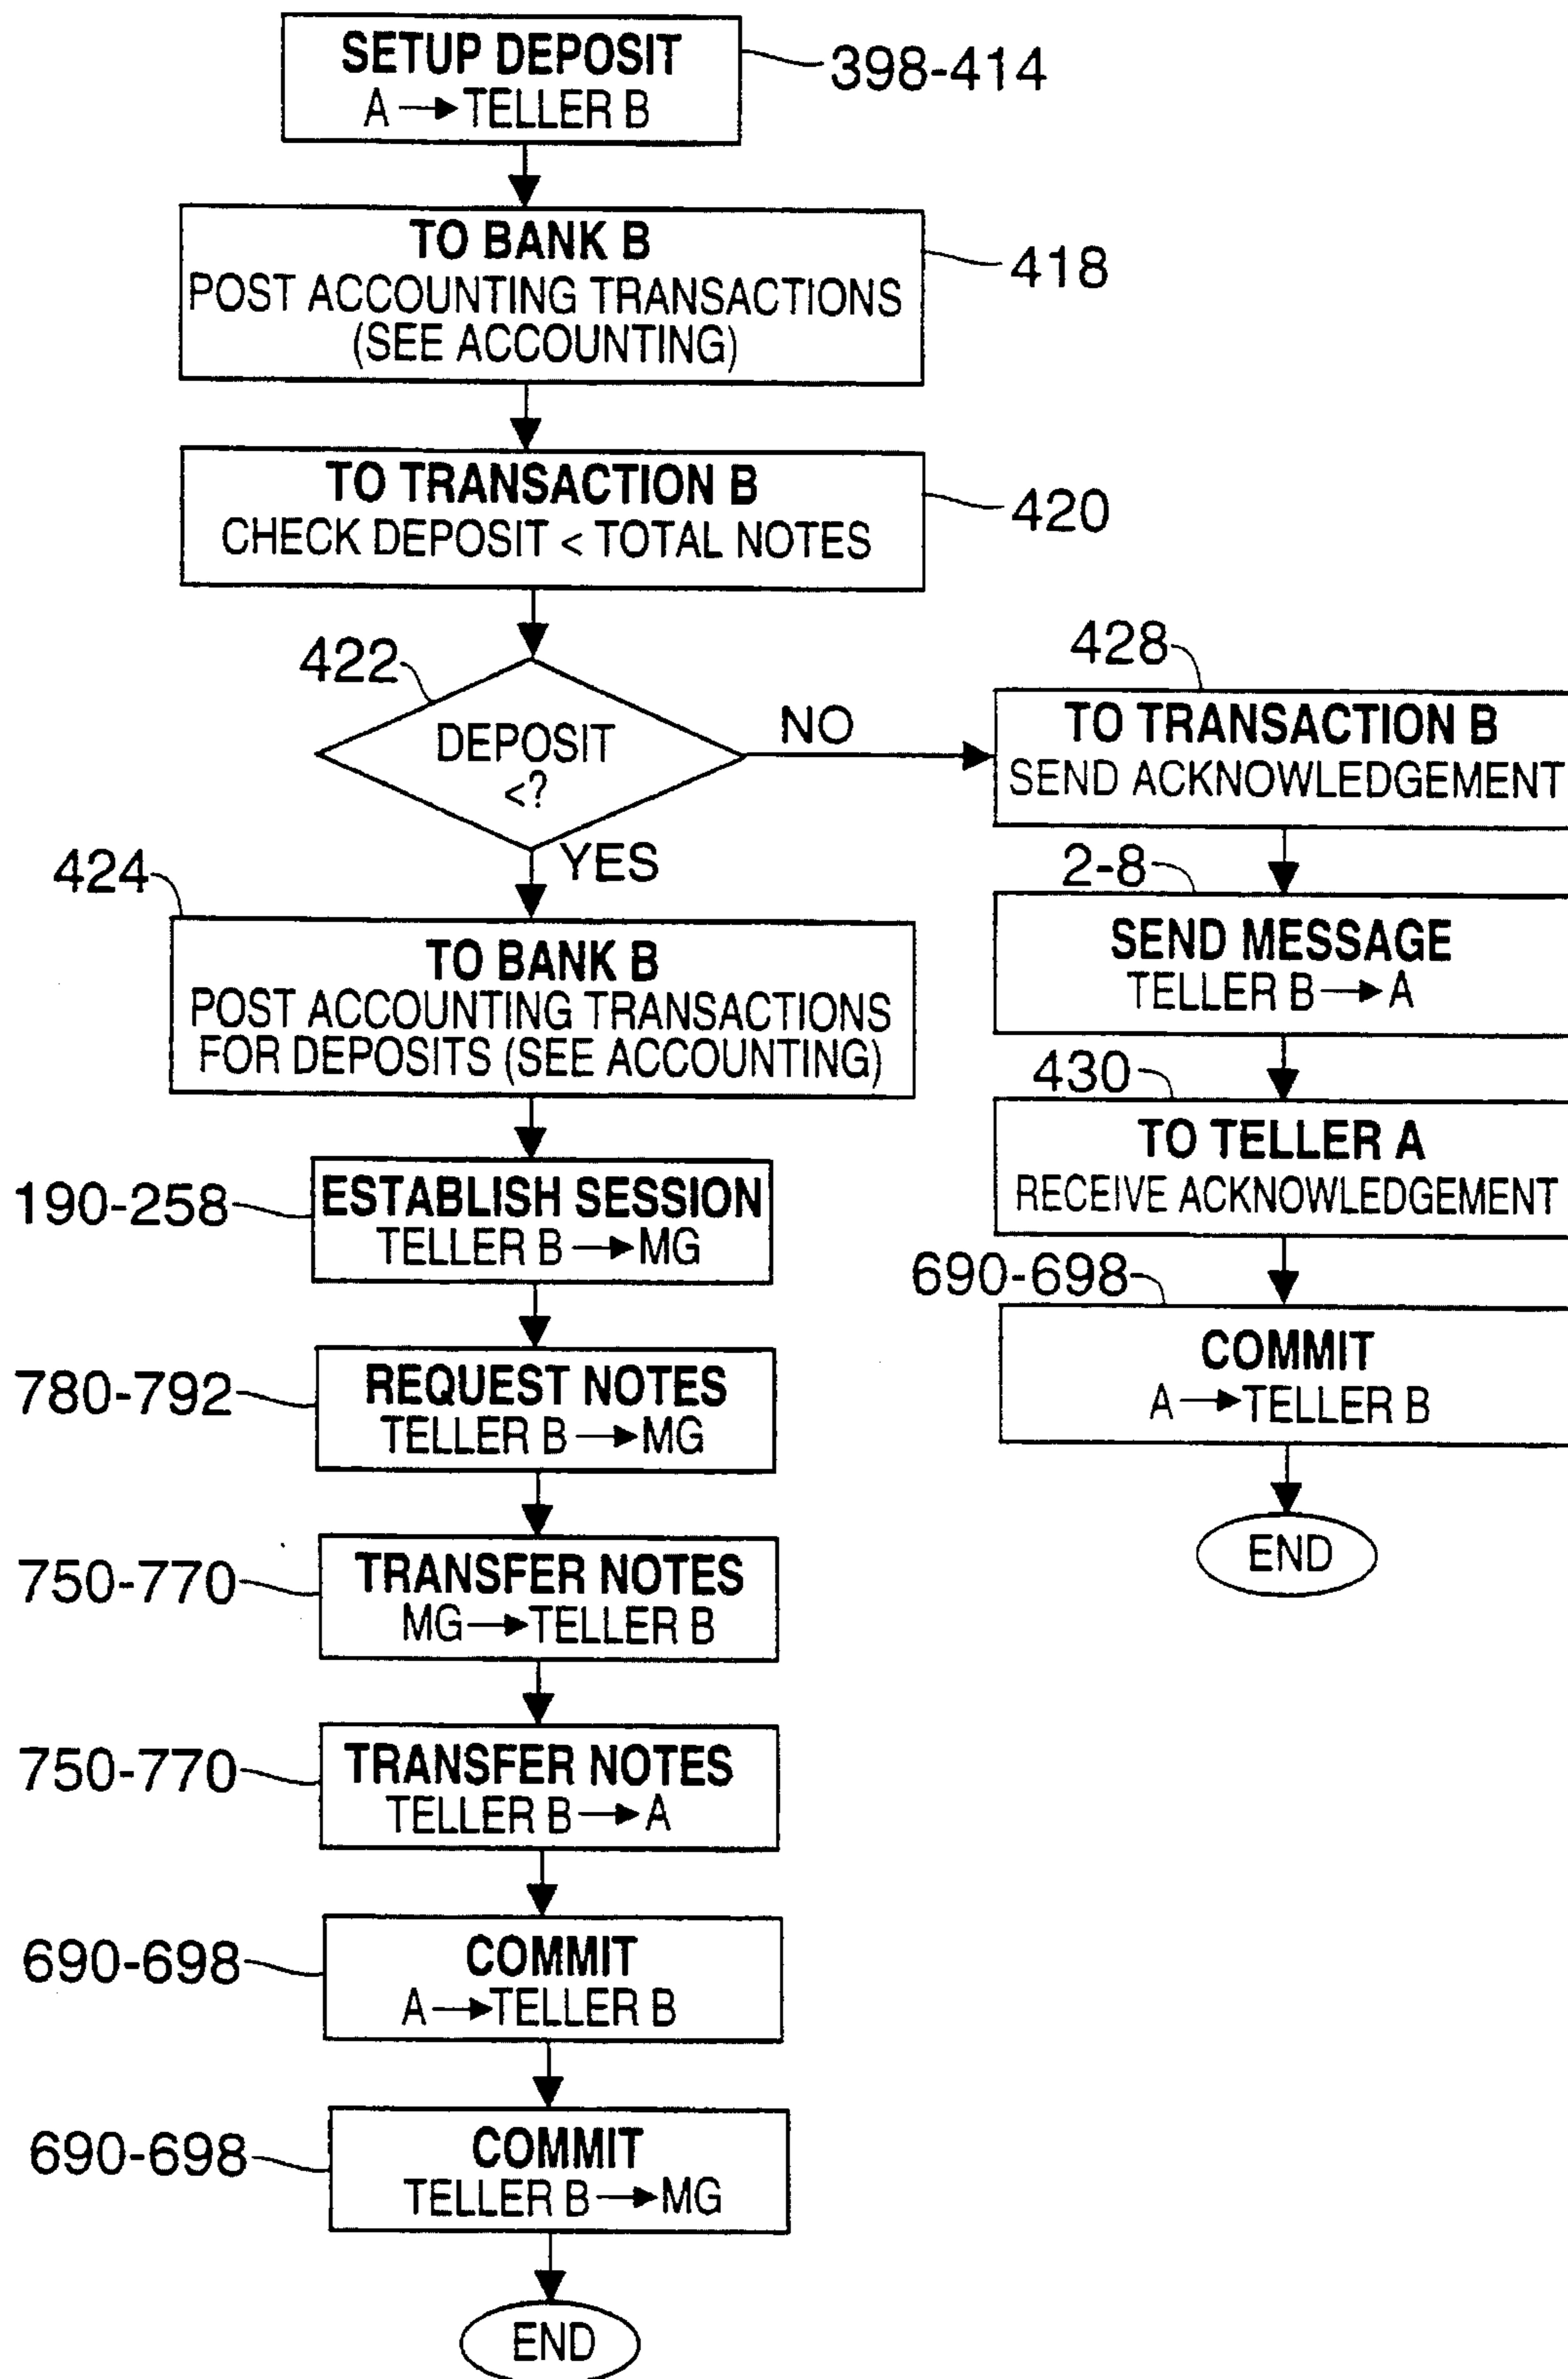 SETUP DEPOSIT
A → TELLER B
398-414
TO BANK B
POST ACCOUNTING TRANSACTIONS
(SEE ACCOUNTING)
418
TO TRANSACTION B
CHECK DEPOSIT < TOTAL NOTES
420
422
DEPOSIT
<?
NO
YES
424
TO BANK B
POST ACCOUNTING TRANSACTIONS
FOR DEPOSITS (SEE ACCOUNTING)
190-258
ESTABLISH SESSION
TELLER B → MG
780-792
REQUEST NOTES
TELLER B → MG
750-770
TRANSFER NOTES
MG → TELLER B
750-770
TRANSFER NOTES
TELLER B → A
690-698
COMMIT
A → TELLER B
690-698
COMMIT
TELLER B → MG
END
428
TO TRANSACTION B
SEND ACKNOWLEDGEMENT
2-8
SEND MESSAGE
TELLER B → A
430
TO TELLER A
RECEIVE ACKNOWLEDGEMENT
690-698
COMMIT
A → TELLER B
END